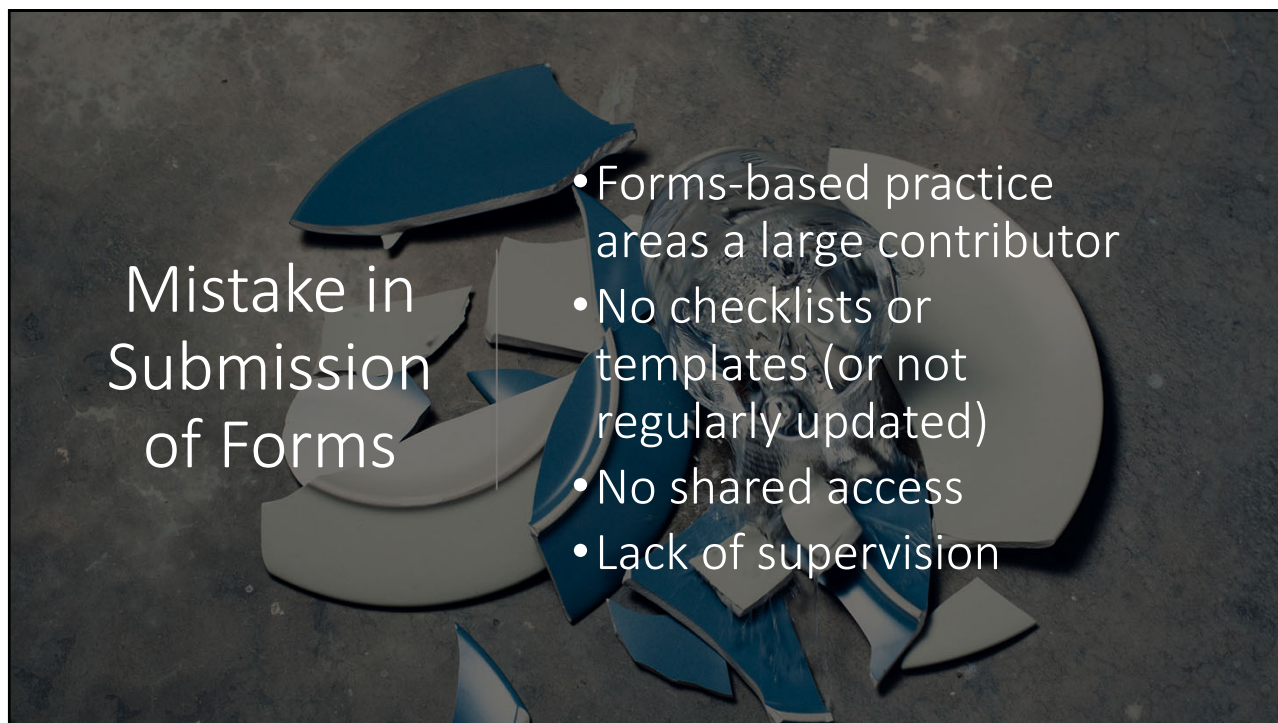 Mistake in
Submission
of Forms
• Forms-based practice
areas a large contributor
• No checklists or
templates (or not
regularly updated)
• No shared access
• Lack of supervision